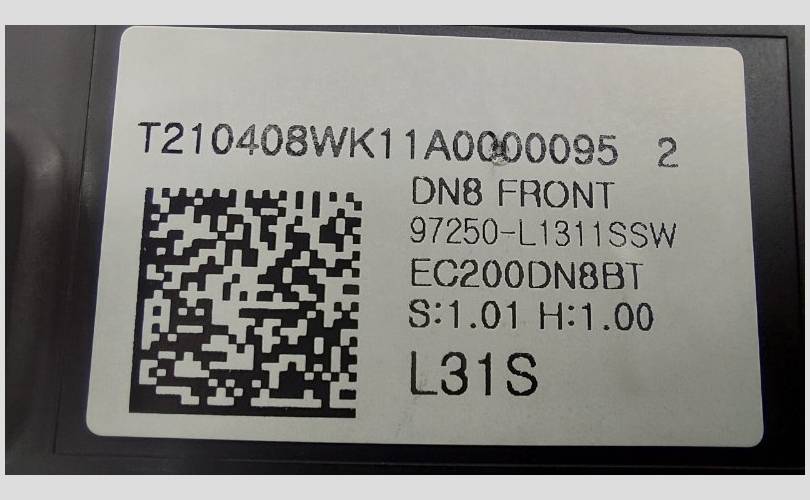 T210408WK11A0000095 2
DN8 FRONT
97250-L1311SSW
EC200DN8BT
S:1.01 H:1.00
L31S